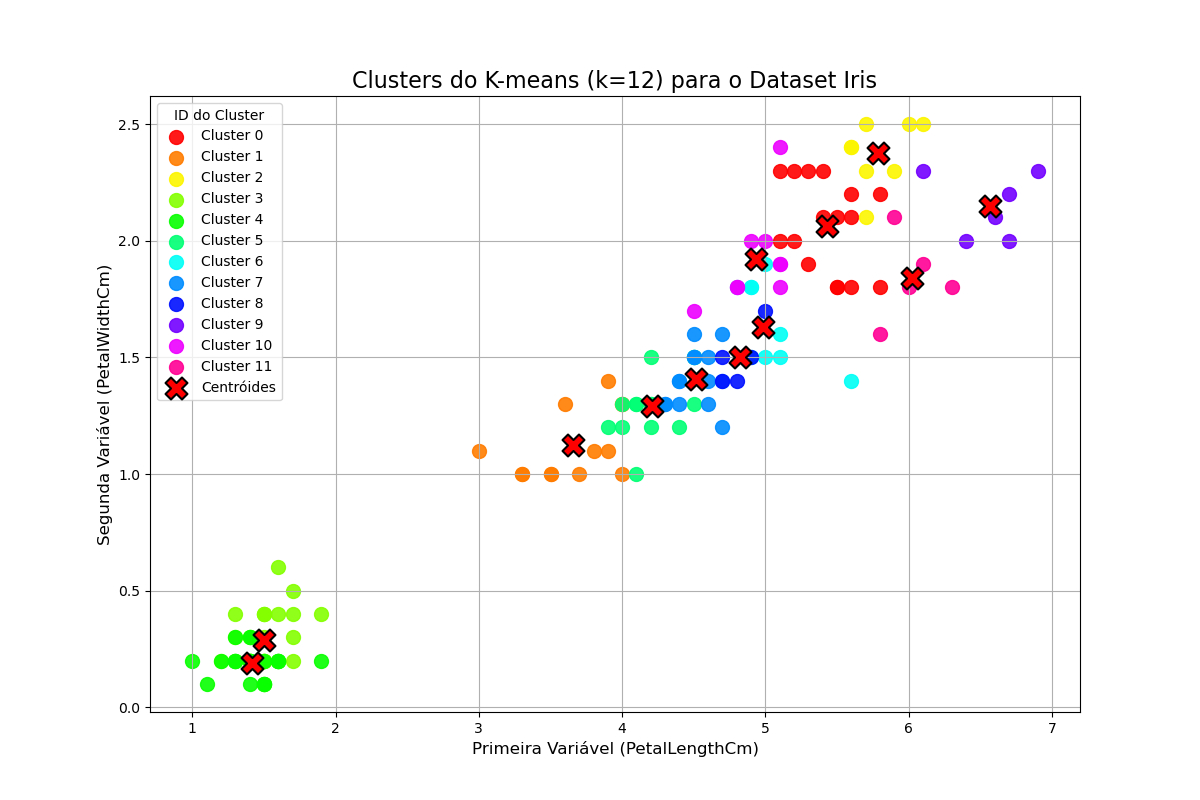 Clusters do K-means (k=12) para o Dataset Iris
ID do Cluster
Cluster 0
Cluster 1
Cluster 2
Cluster 3
Cluster 4
Cluster 5
Cluster 6
Cluster 7
Cluster 8
Cluster 9
Cluster 10
Cluster 11
Centróides
Segunda Variável (PetalWidthCm)
2.5
2.0
1.5
1.0
0.5
0.0
1 2 3 4 5 6 7
Primeira Variável (PetalLengthCm)